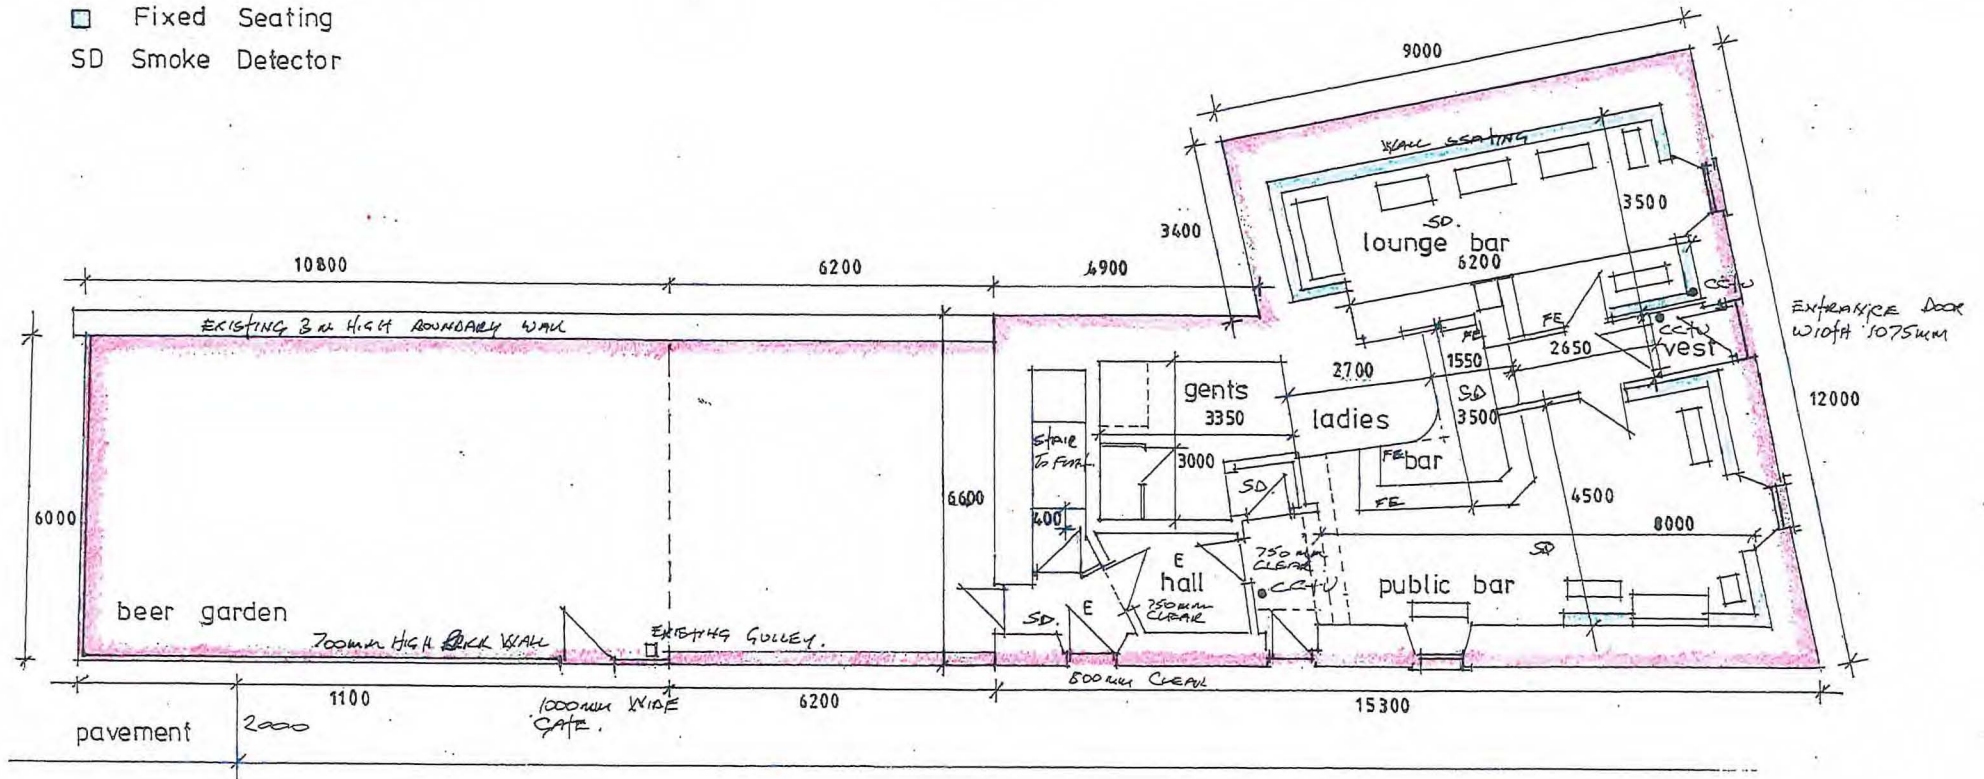 Fixed Seating
SD Smoke Detector
9000
WALL SEATING
3500
3400
SD.
lounge bar
6200
10800
6200
4900
CCTV
EXISTING 3M HIGH BOUNDARY WALL
FE
FE
CCTV
vest
ENTRANCE DOOR
WIDTH 1075MM
2700
1550
2650
12000
gents
3350
ladies
SD
3500
STAIR
3000
FE
bar
FE
SD.
4500
8000
6000
6600
400
E
hall
750MM
CLEAR
750MM
CLEAR
CCTV
SD
public bar
beer garden
700MM HIGH BRICK WALL
EXISTING GULLEY.
SD.
E
800MM CLEAR
1100
1000MM WIDE
GATE.
6200
15300
pavement
2000